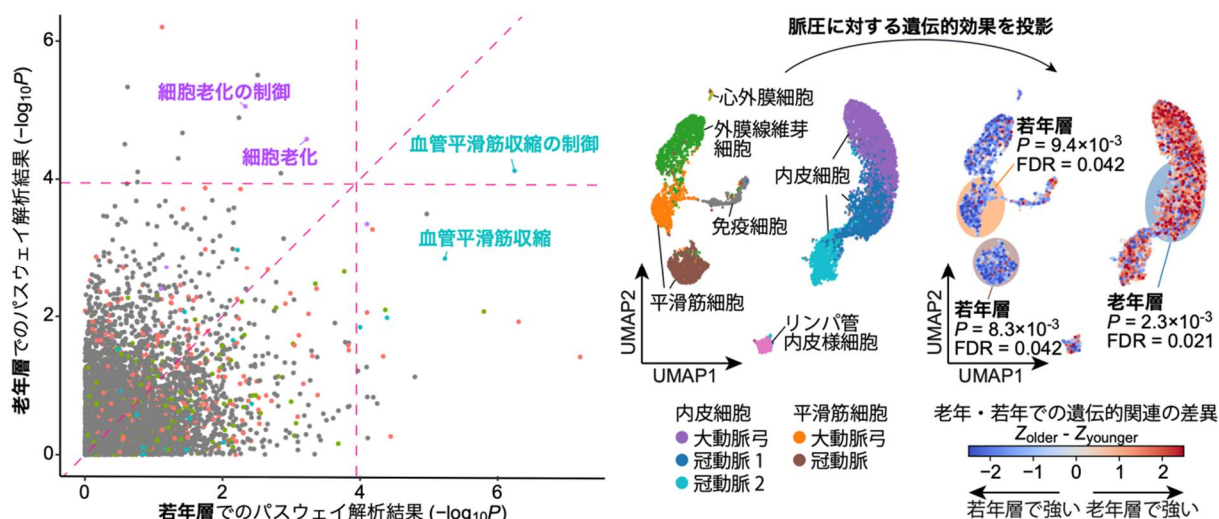 老年層でのパスウェイ解析結果 (−log10P)
6
4
2
0
0
2
4
6
若年層でのパスウェイ解析結果 (−log10P)
細胞老化の制御
細胞老化
血管平滑筋収縮の制御
血管平滑筋収縮
脈圧に対する遺伝的効果を投影
心外膜細胞
外膜線維芽
細胞
内皮細胞
免疫細胞
平滑筋細胞
リンパ管
内皮様細胞
UMAP2
UMAP1
内皮細胞
大動脈弓
冠動脈 1
冠動脈 2
平滑筋細胞
大動脈弓
冠動脈
若年層
P = 9.4×10-3
FDR = 0.042
若年層
P = 8.3×10-3
FDR = 0.042
老年層
P = 2.3×10-3
FDR = 0.021
UMAP2
UMAP1
老年・若年での遺伝的関連の差異
Zolder - Zyounger
−2 −1 0 1 2
若年層で強い 老年層で強い